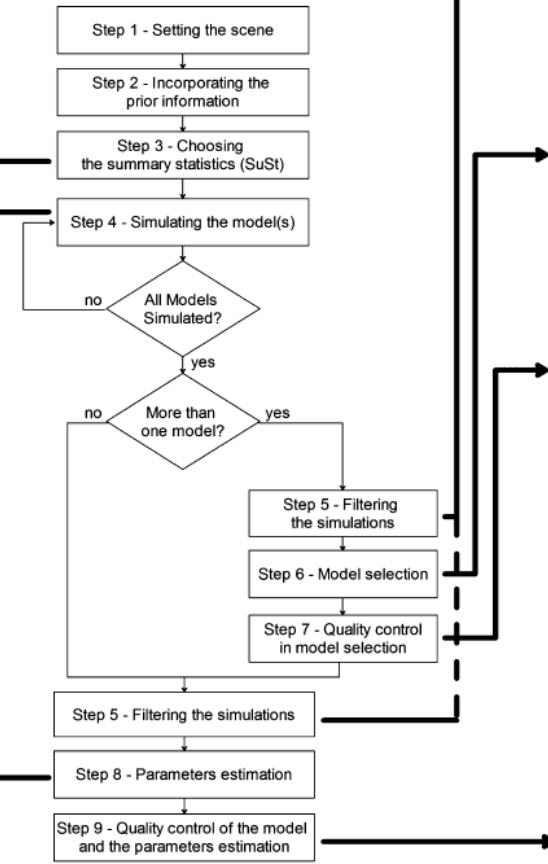 Step 1 - Setting the scene
Step 2 - Incorporating the
prior information
Step 3 - Choosing
the summary statistics (SuSt)
Step 4 - Simulating the model(s)
no
All Models
Simulated?
yes
no
More than
one model?
yes
Step 5 - Filtering
the simulations
Step 6 - Model selection
Step 7 - Quality control
in model selection
Step 5 - Filtering the simulations
Step 8 - Parameters estimation
Step 9 - Quality control of the model
and the parameters estimation